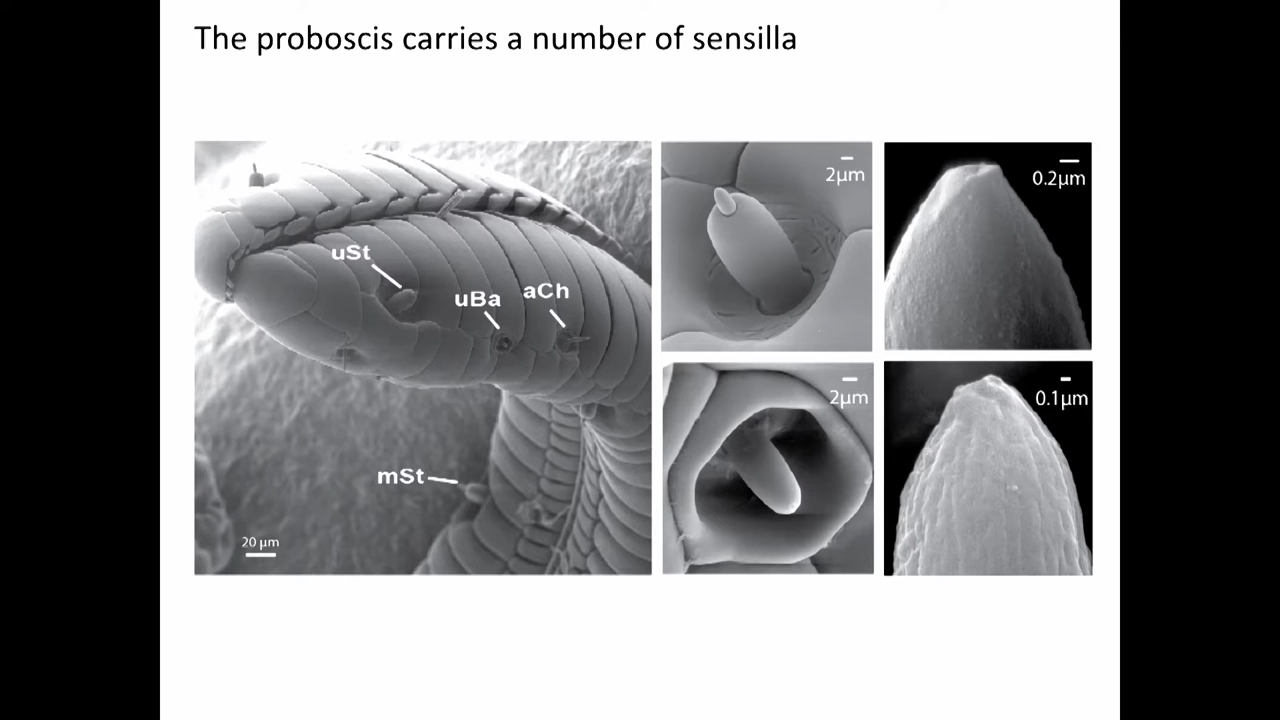 The proboscis carries a number of sensilla
uSt
uBa
aCh
mSt
20 µm
2µm
0.2µm
2µm
0.1µm